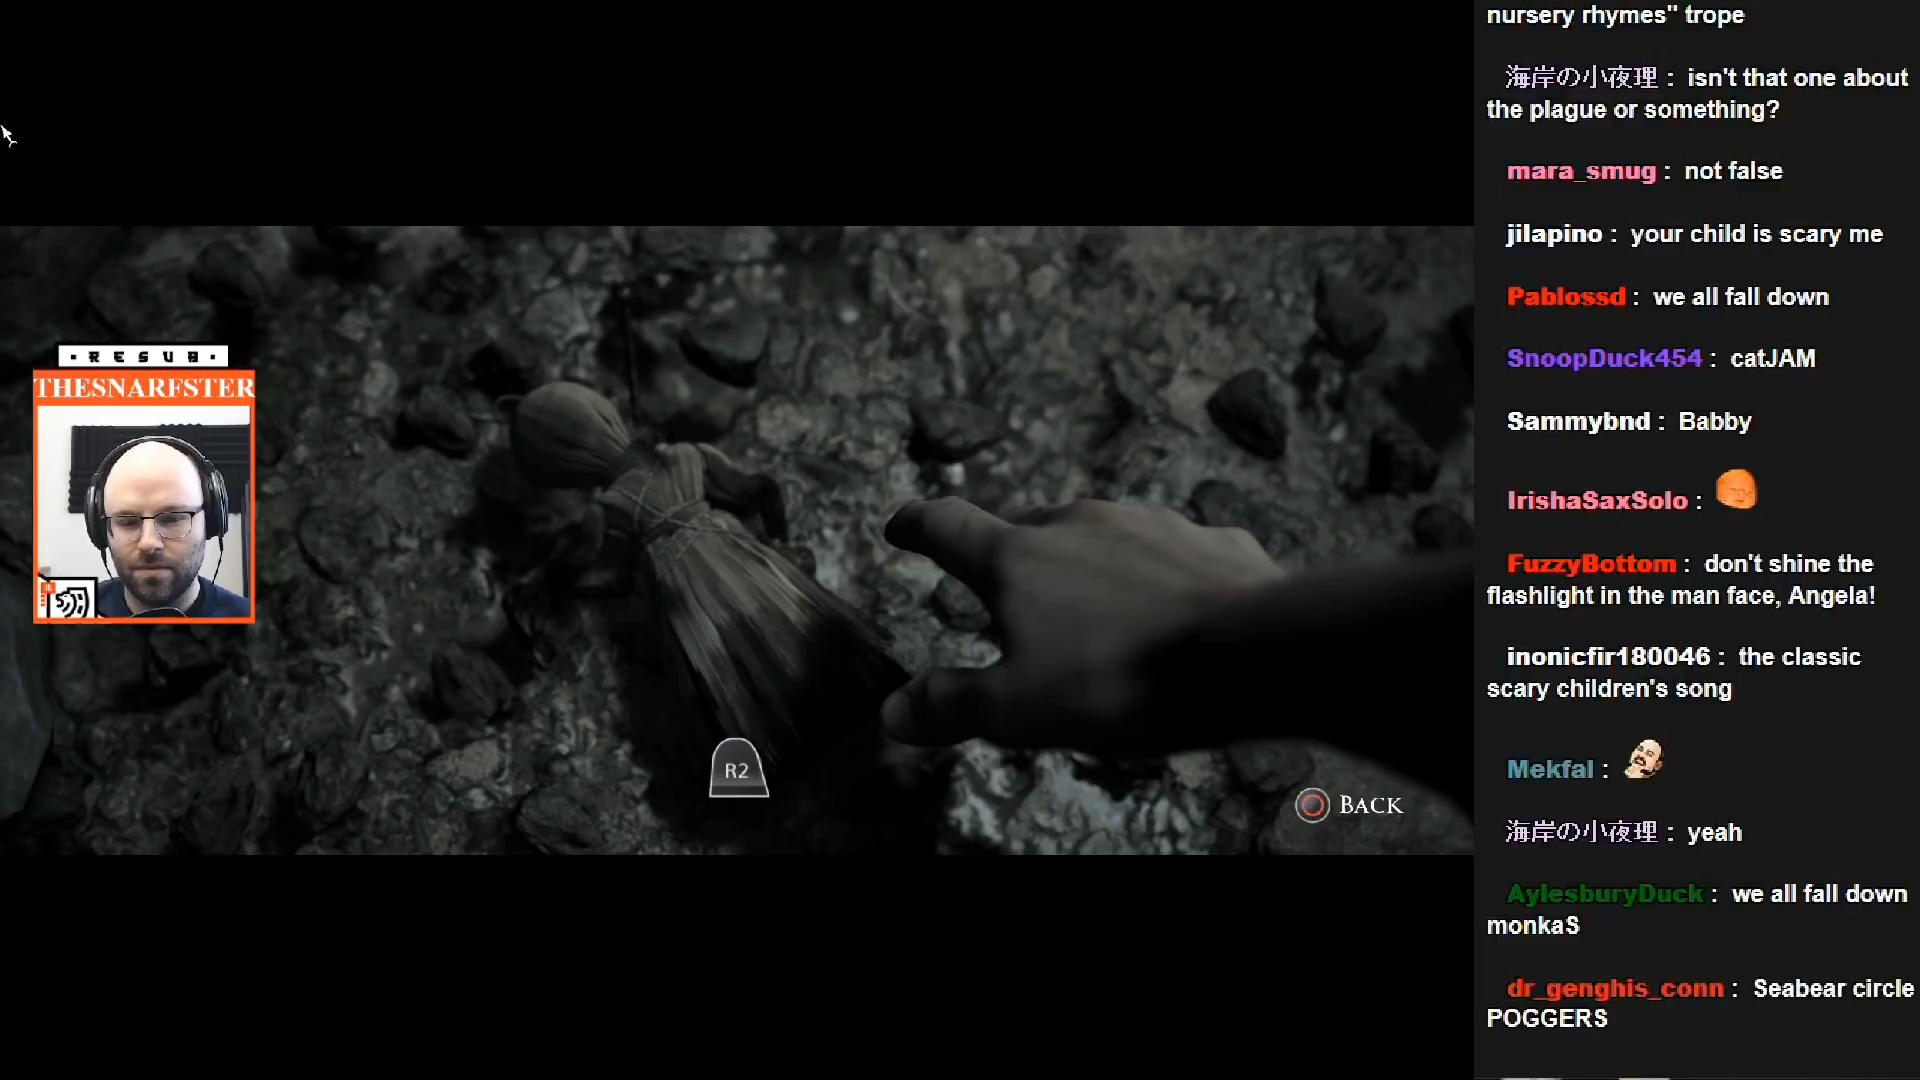 nursery rhymes" trope
海岸の小夜理 : isn't that one about
the plague or something?
mara_smug : not false
jilapino : your child is scary me
Pablossd : we all fall down
SnoopDuck454 : catJAM
Sammybnd : Babby
IrishaSaxSolo :
FuzzyBottom : don't shine the
flashlight in the man face, Angela!
inonicfir180046 : the classic
scary children's song
Mekfal :
海岸の小夜理 : yeah
AylesburyDuck : we all fall down
monkaS
dr_genghis_conn : Seabear circle
POGGERS
· RESUB ·
THESNARFSTER
R2
BACK